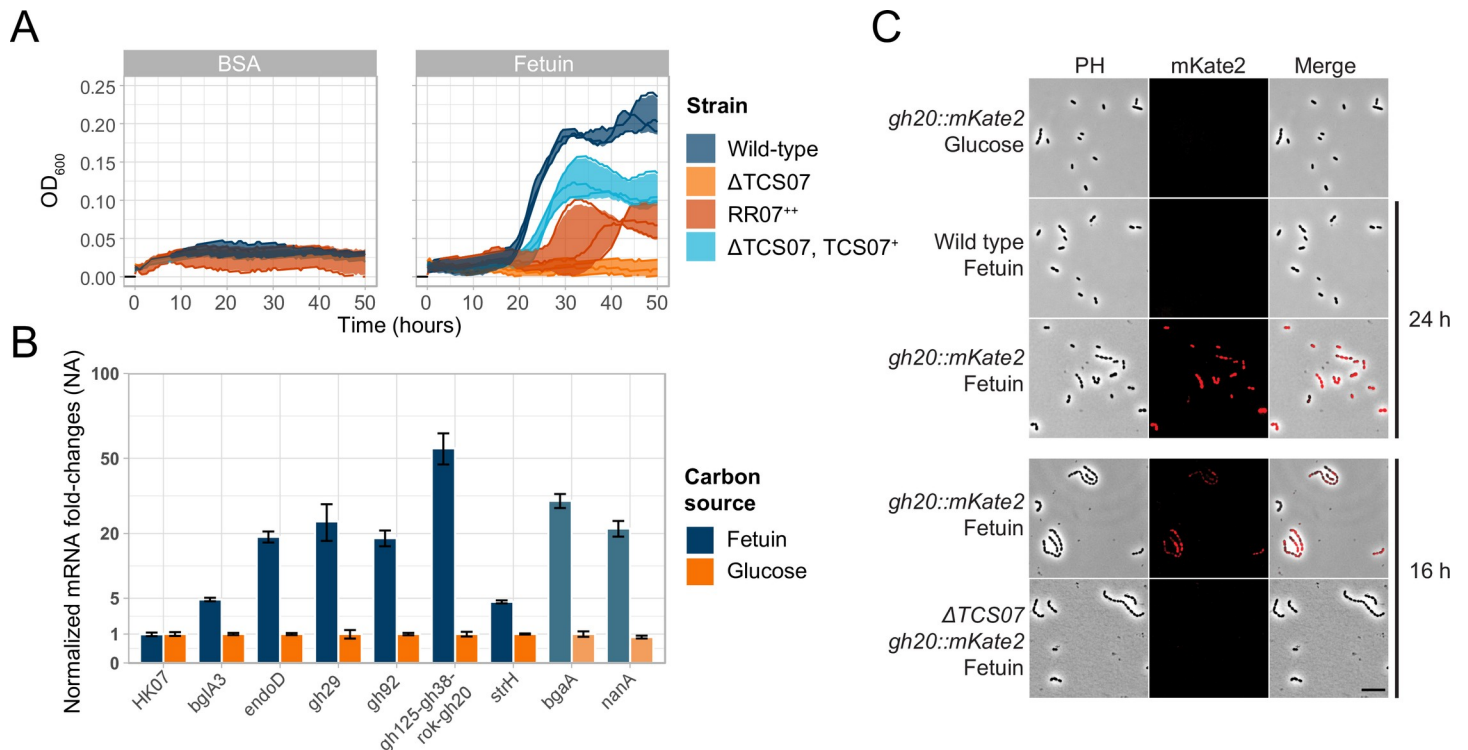 A
BSA
Fetuin
OD600
0.25
0.20
0.15
0.10
0.05
0.00
0 10 20 30 40 50
0 10 20 30 40 50
Time (hours)
Strain
Wild-type
ΔTCS07
RR07++
ΔTCS07, TCS07+
B
Normalized mRNA fold-changes (NA)
100
50
20
5
1
0
HK07
bglA3
endoD
gh29
gh92
gh125-gh38-
rok-gh20
strH
bgaA
nanA
Carbon
source
Fetuin
Glucose
C
PH mKate2 Merge
gh20::mKate2
Glucose
Wild type
Fetuin
gh20::mKate2
Fetuin
24 h
gh20::mKate2
Fetuin
ΔTCS07
gh20::mKate2
Fetuin
16 h